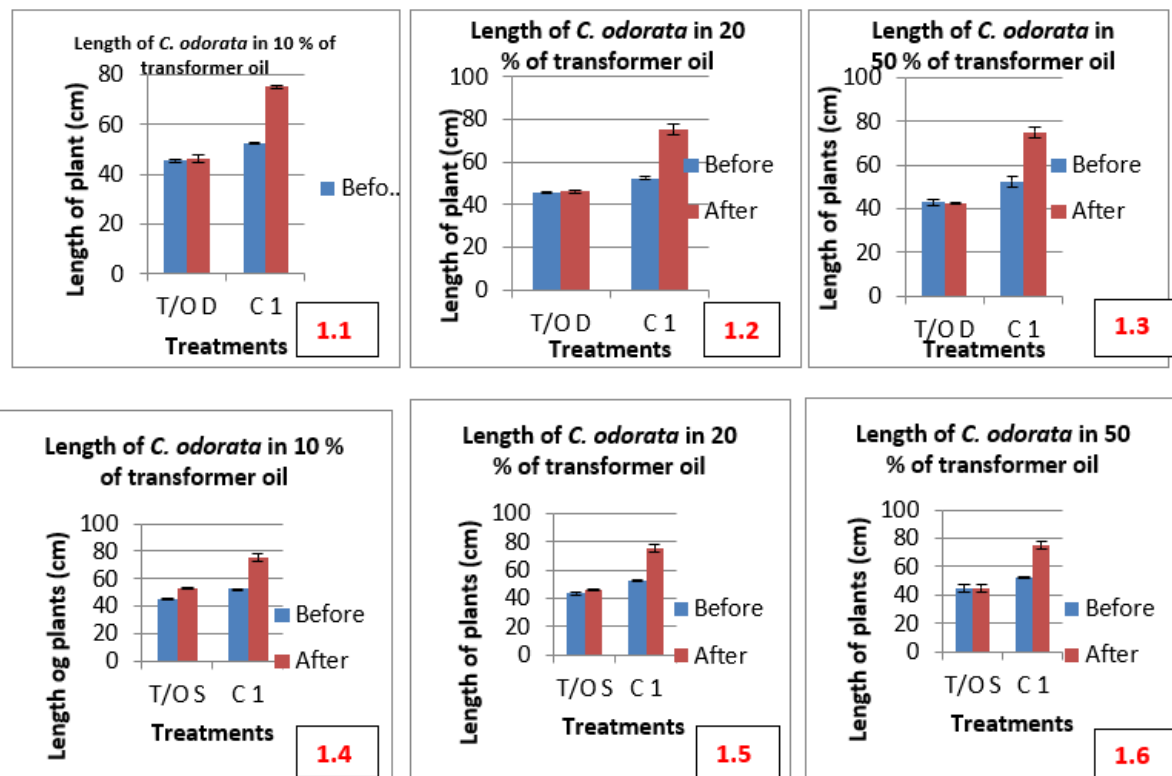 Length of C. odorata in 10 % of
transformer oil
80
60
40
20
0
Length of plant (cm)
T/O D C 1
Treatments
Befo..
1.1
Length of C. odorata in 20
% of transformer oil
100
80
60
40
20
0
Length of plant (cm)
T/O D C 1
Treatments
Before
After
1.2
Length of C. odorata in
50 % of transformer oil
100
80
60
40
20
0
Length of plants (cm)
T/O D C 1
Treatments
Before
After
1.3
Length of C. odorata in 10 %
of transformer oil
100
80
60
40
20
0
Length og plants (cm)
T/O S C 1
Treatments
Before
After
1.4
Length of C. odorata in 20
% of transformer oil
100
80
60
40
20
0
Length of plants (cm)
T/O S C 1
Treatments
Before
After
1.5
Length of C. odorata in 50
% of transformer oil
100
80
60
40
20
0
Length of plants (cm)
T/O S C 1
Treatments
Before
After
1.6